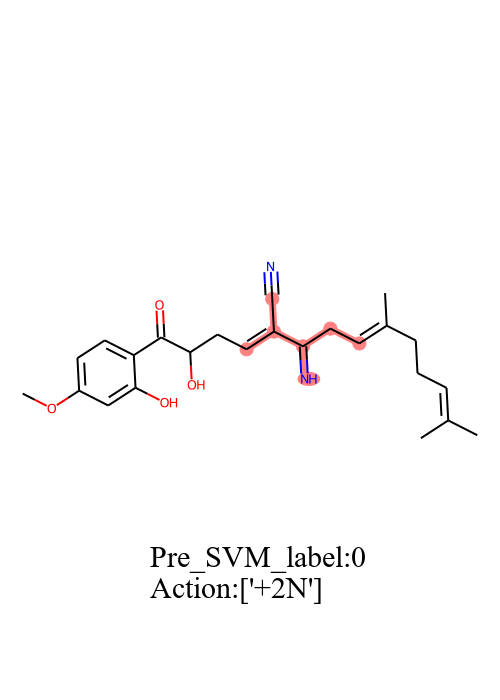 N
O
NH
OH
OH
O
Pre_SVM_label:0
Action:['+2N']